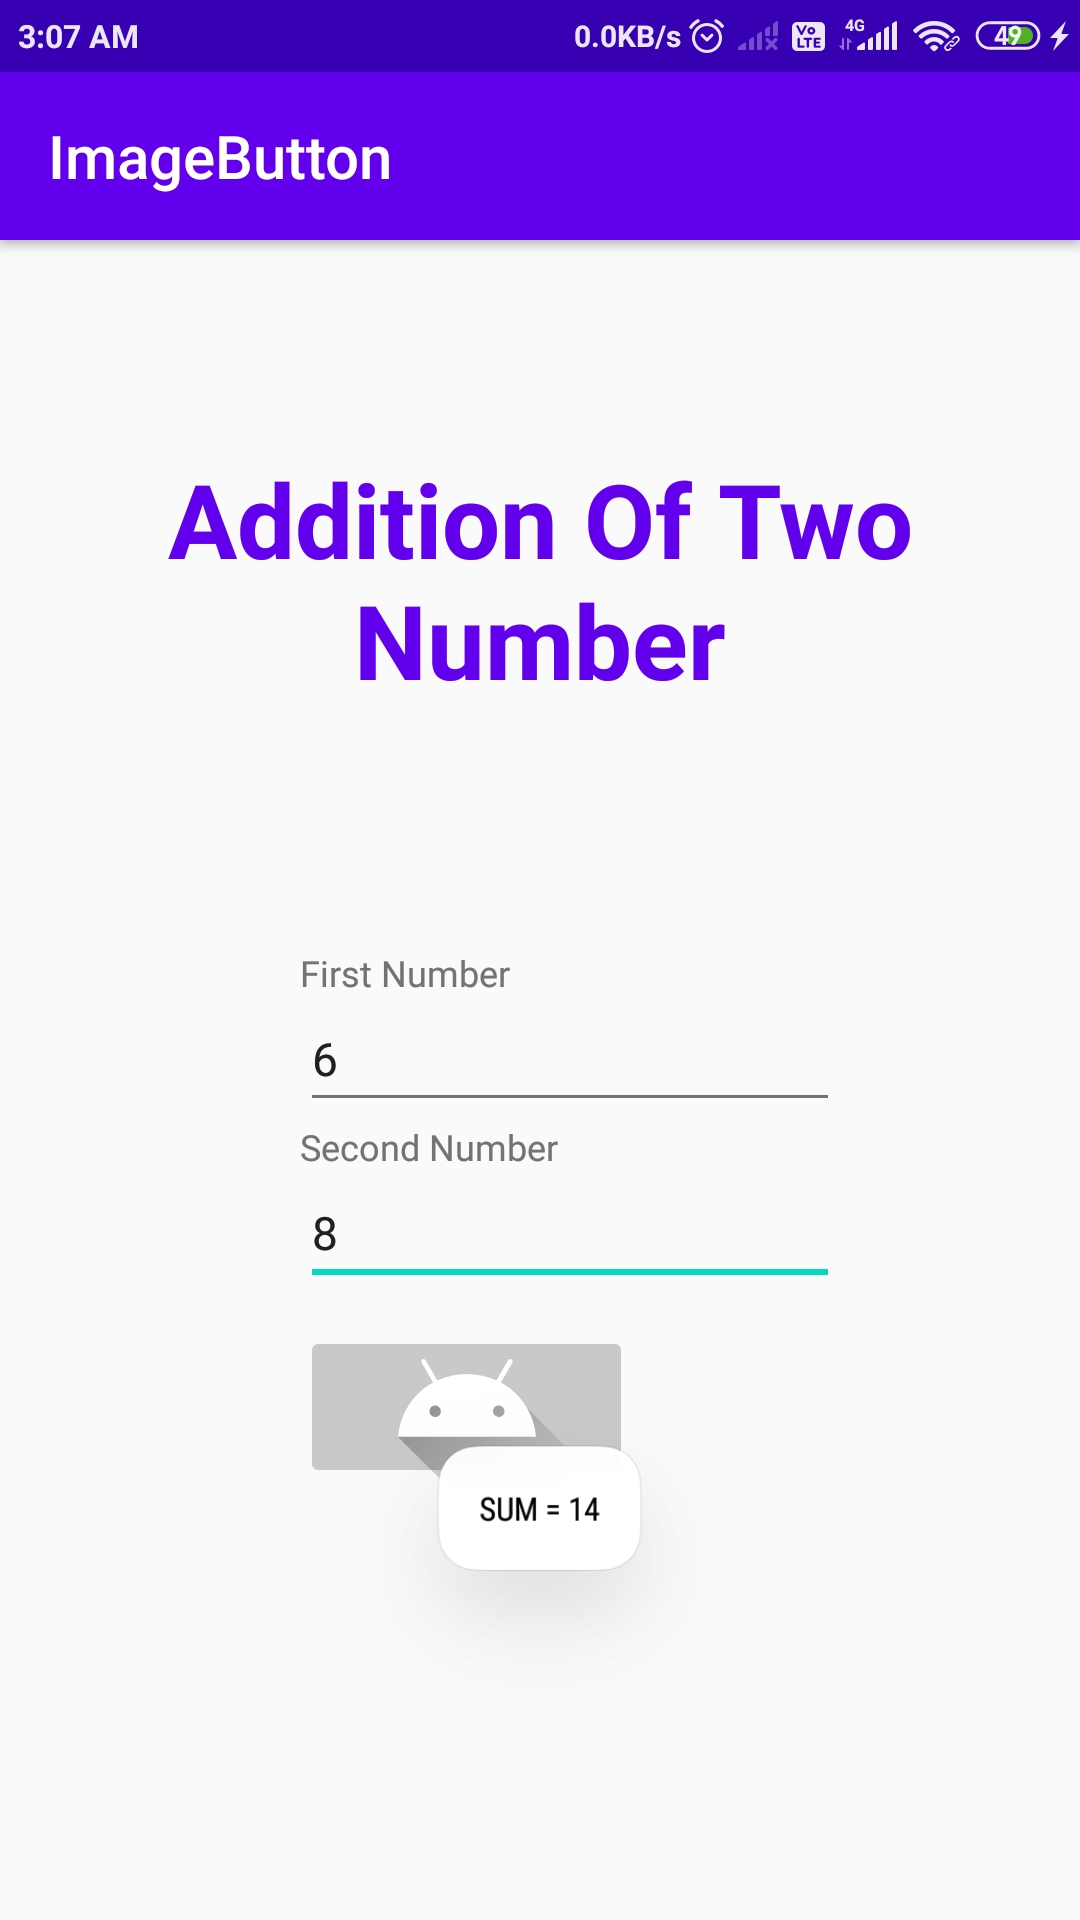 3:07 AM 0.0KB/s Vo LTE 4G 49
ImageButton
Addition Of Two
Number
First Number
6
Second Number
8
SUM = 14